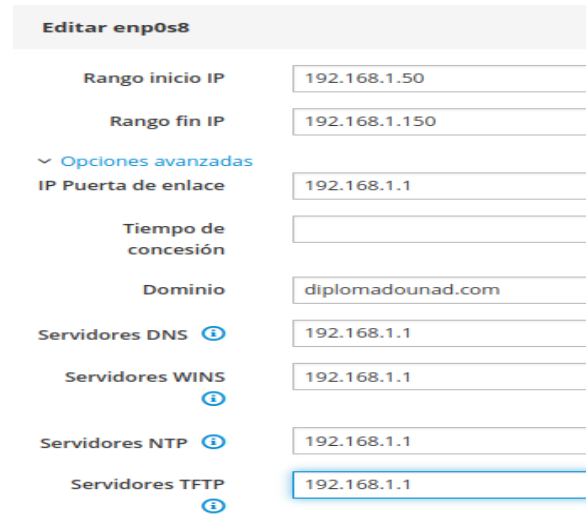 Editar enp0s8
Rango inicio IP 192.168.1.50
Rango fin IP 192.168.1.150
Opciones avanzadas
IP Puerta de enlace 192.168.1.1
Tiempo de
concesión
Dominio diplomadounad.com
Servidores DNS 192.168.1.1
Servidores WINS 192.168.1.1
Servidores NTP 192.168.1.1
Servidores TFTP 192.168.1.1